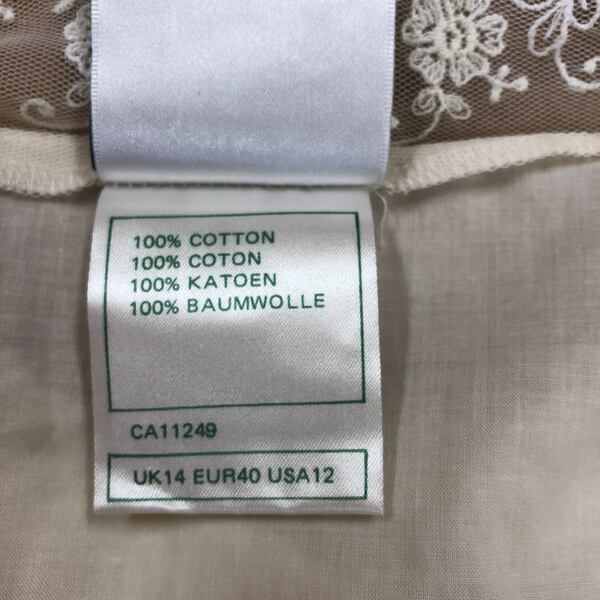 100% COTTON
100% COTON
100% KATOEN
100% BAUMWOLLE
CA11249
UK14 EUR40 USA12